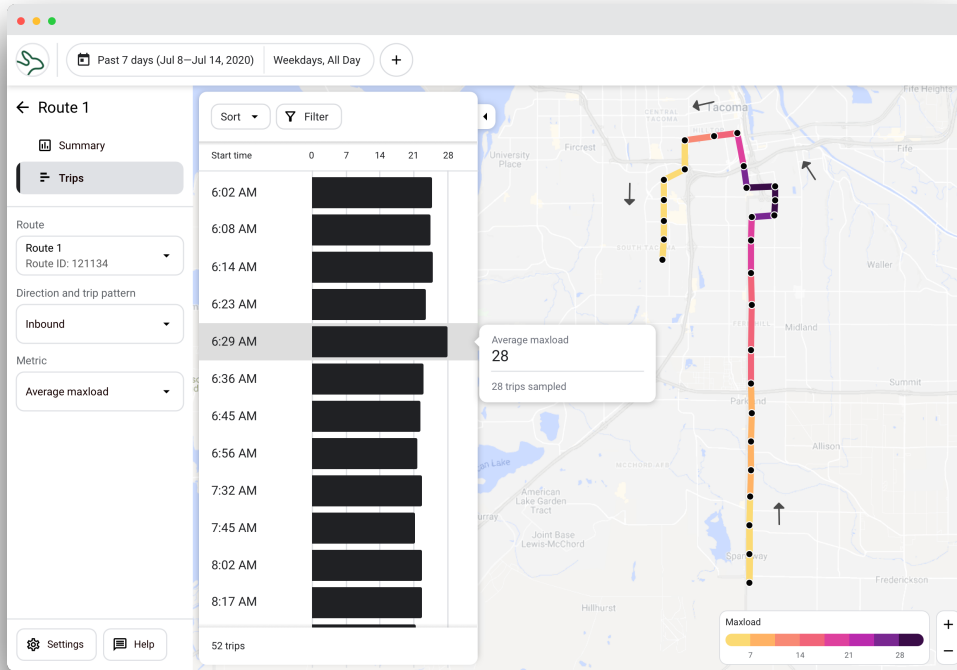 Past 7 days (Jul 8—Jul 14, 2020)
Weekdays, All Day
+
Route 1
Summary
Trips
Route
Route 1
Route ID: 121134
Direction and trip pattern
Inbound
Metric
Average maxload
Settings
Help
Sort
Filter
Start time
0 7 14 21 28
6:02 AM
6:08 AM
6:14 AM
6:23 AM
6:29 AM
6:36 AM
6:45 AM
6:56 AM
7:32 AM
7:45 AM
8:02 AM
8:17 AM
52 trips
Average maxload
28
28 trips sampled
Fife Heights
CENTRAL
TACOMA
Tacoma
Fircrest
University
Place
Fife
SOUTH
Waller
Midland
Summit
Allison
American
Lake Garden
Tract
Joint Base
Lewis-McChord
Frederickson
Hillhurst
Maxload
7 14 21 28
+
−